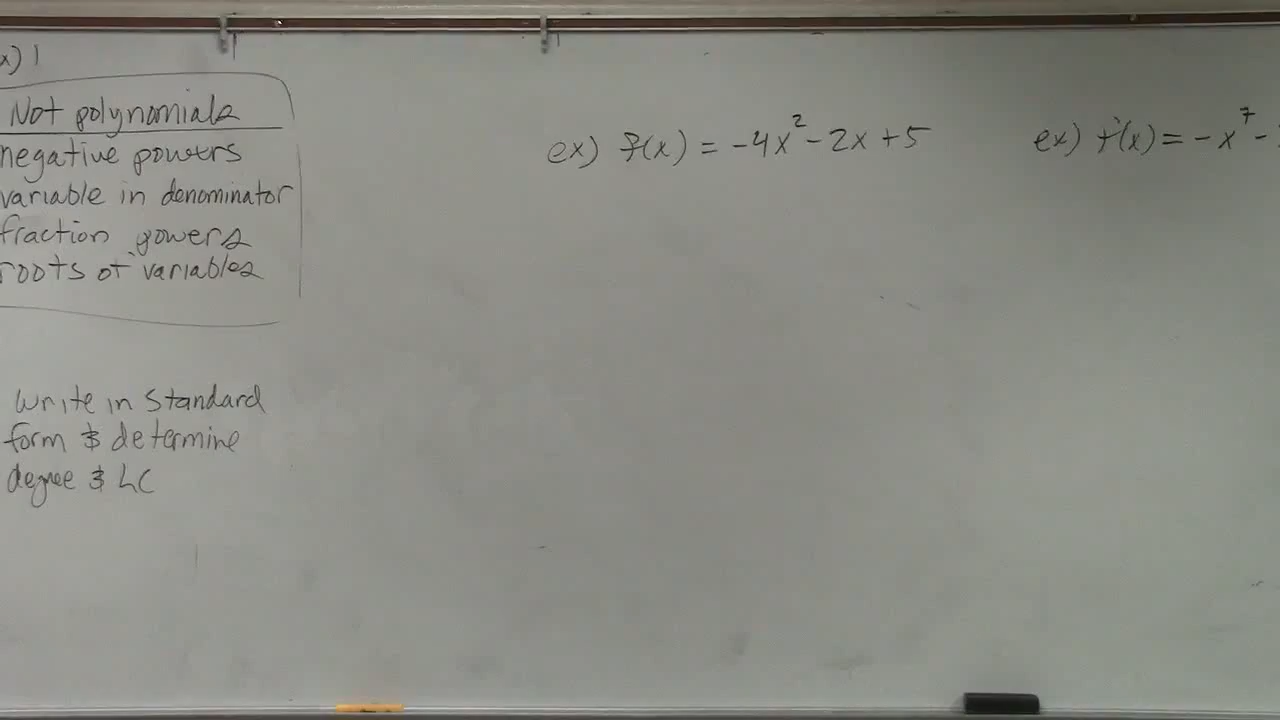 x) 1
Not polynomials
negative powers
variable in denominator
fraction powers
roots of variables
Write in Standard
form & determine
degree & LC
ex) f(x) = -4x² - 2x + 5
ex) f(x) = -x⁷ -